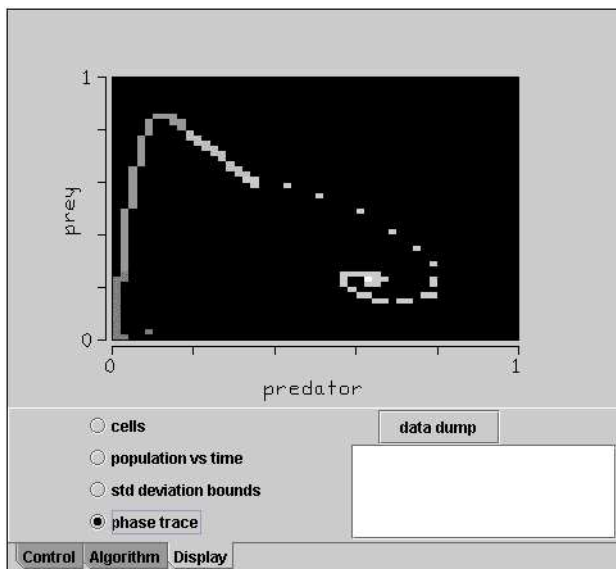 1
prey
0
0 1
predator
cells
data dump
population vs time
std deviation bounds
phase trace
Control Algorithm Display